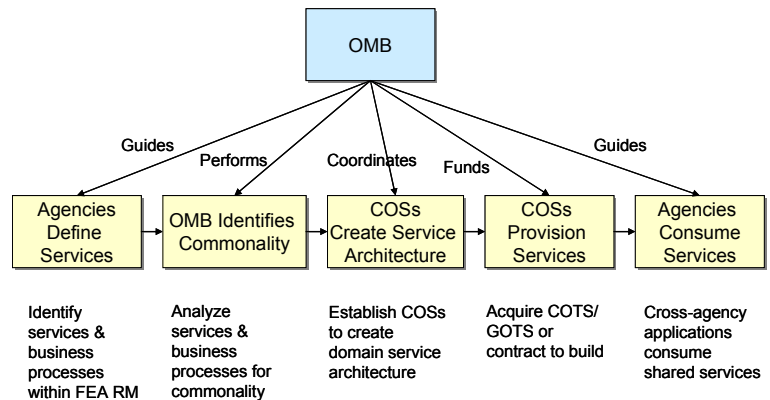 OMB
Guides
Performs
Coordinates
Funds
Guides
Agencies
Define
Services
OMB Identifies
Commonality
COSs
Create Service
Architecture
COSs
Provision
Services
Agencies
Consume
Services
Identify
services &
business
processes
within FEA RM
Analyze
services &
business
processes for
commonality
Establish COSs
to create
domain service
architecture
Acquire COTS/
GOTS or
contract to build
Cross-agency
applications
consume
shared services